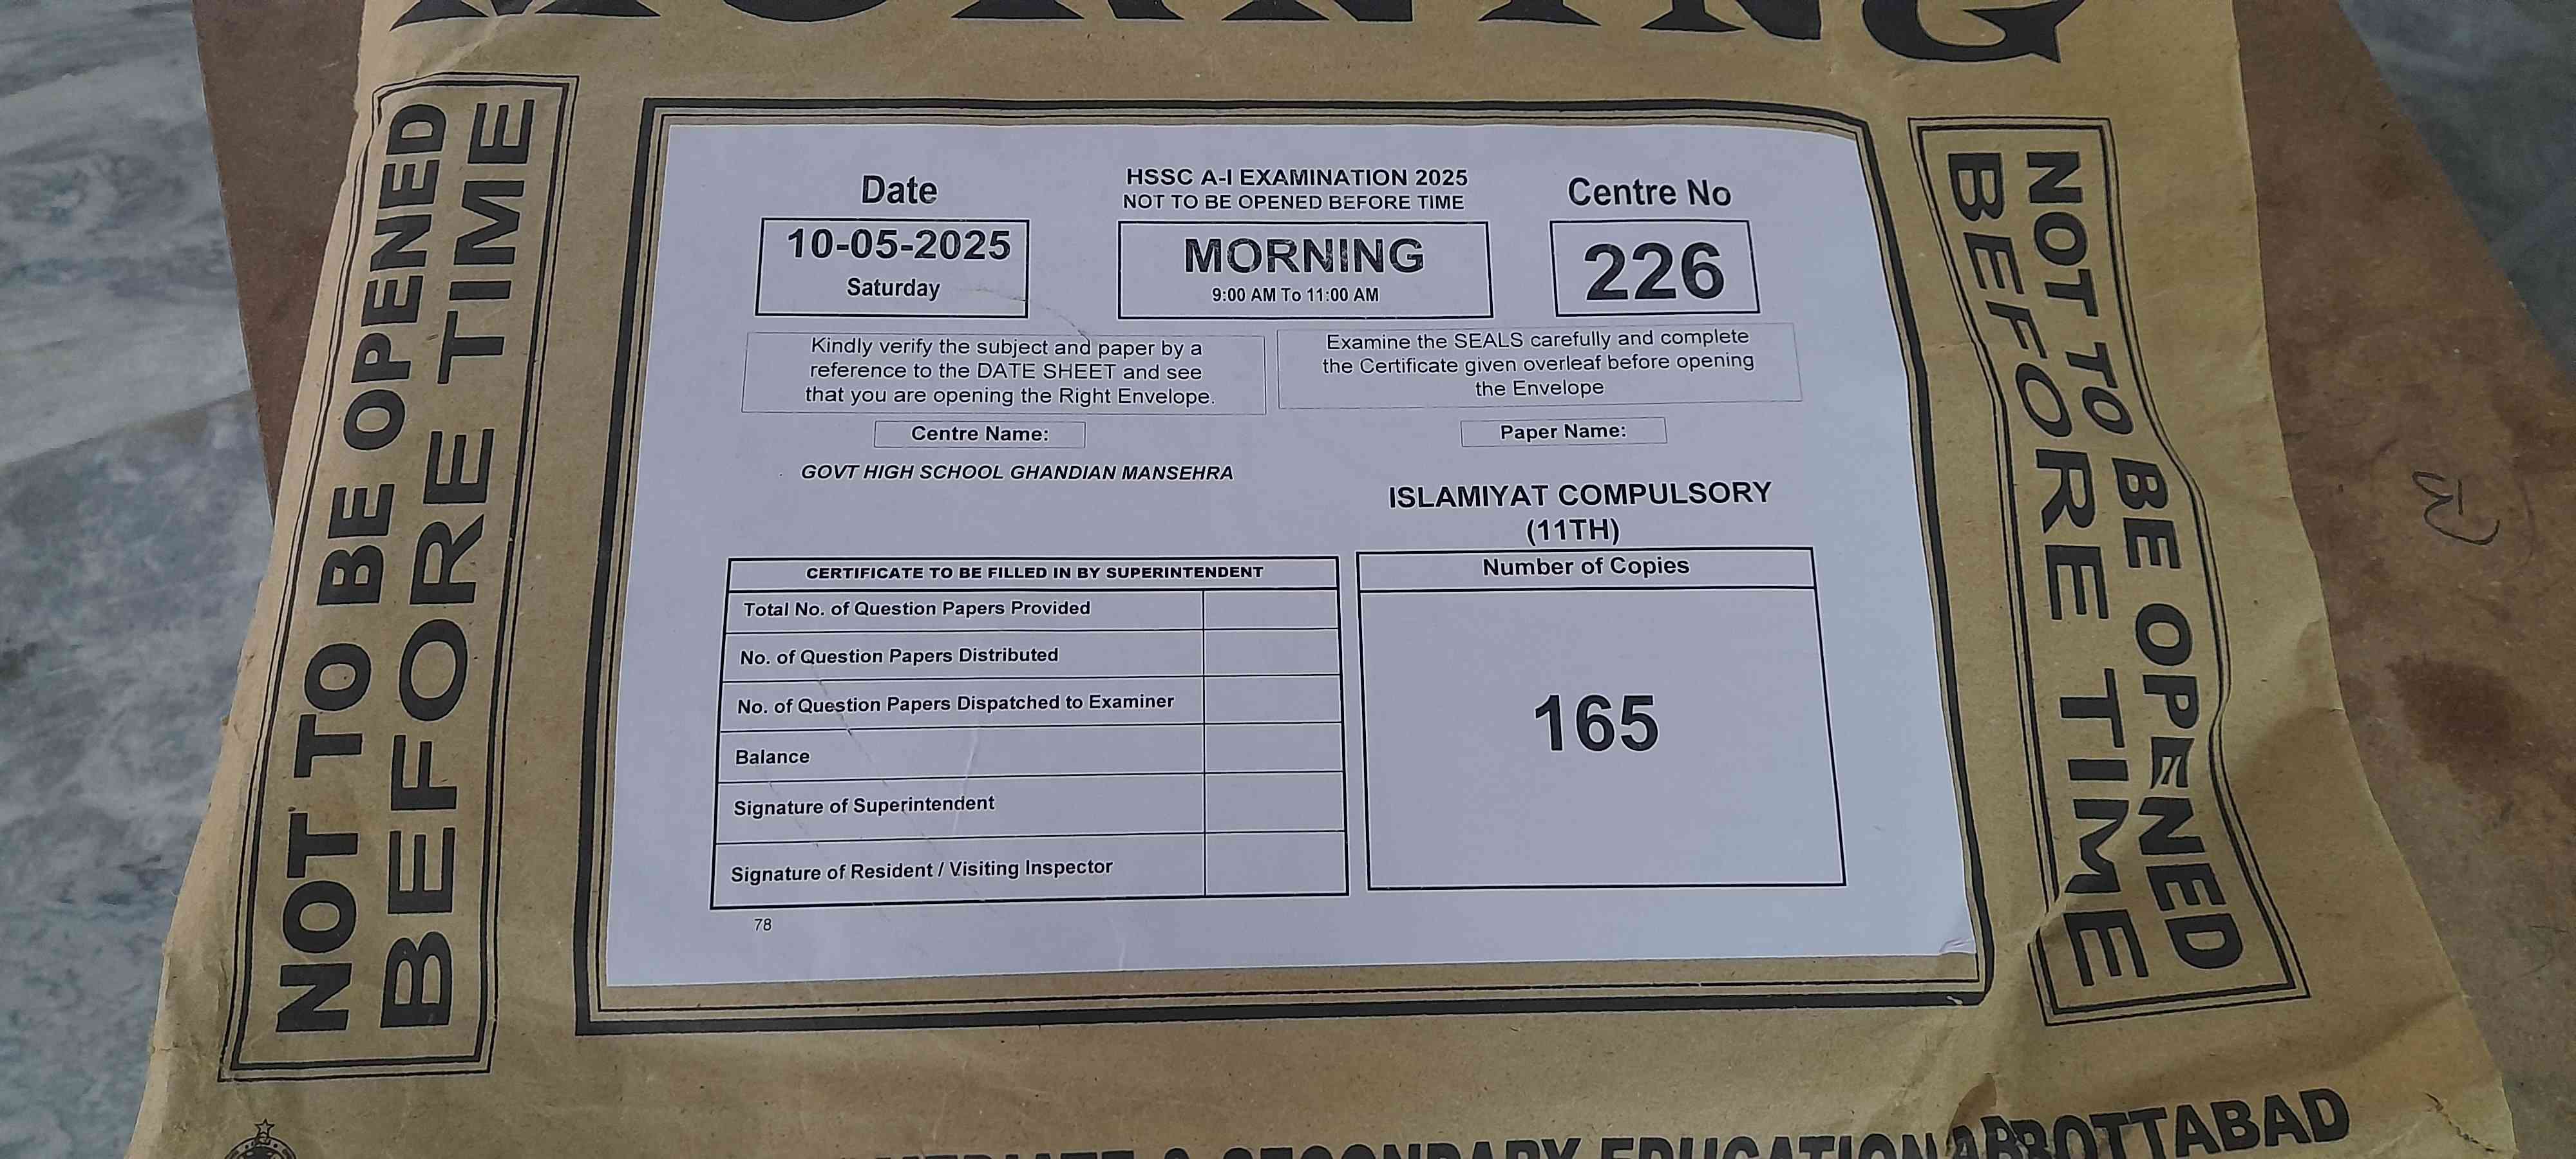 MORNING
NOT TO BE OPENED
BEFORE TIME
Date
10-05-2025
Saturday
HSSC A-I EXAMINATION 2025
NOT TO BE OPENED BEFORE TIME
MORNING
9:00 AM To 11:00 AM
Centre No
226
Kindly verify the subject and paper by a
reference to the DATE SHEET and see
that you are opening the Right Envelope.
Examine the SEALS carefully and complete
the Certificate given overleaf before opening
the Envelope
Centre Name:
GOVT HIGH SCHOOL GHANDIAN MANSEHRA
Paper Name:
ISLAMIYAT COMPULSORY
(11TH)
CERTIFICATE TO BE FILLED IN BY SUPERINTENDENT
Total No. of Question Papers Provided
No. of Question Papers Distributed
No. of Question Papers Dispatched to Examiner
Balance
Signature of Superintendent
Signature of Resident / Visiting Inspector
Number of Copies
165
78
NOT TO BE OPENED
BEFORE TIME
& SECONDARY EDUCATION ABBOTTABAD